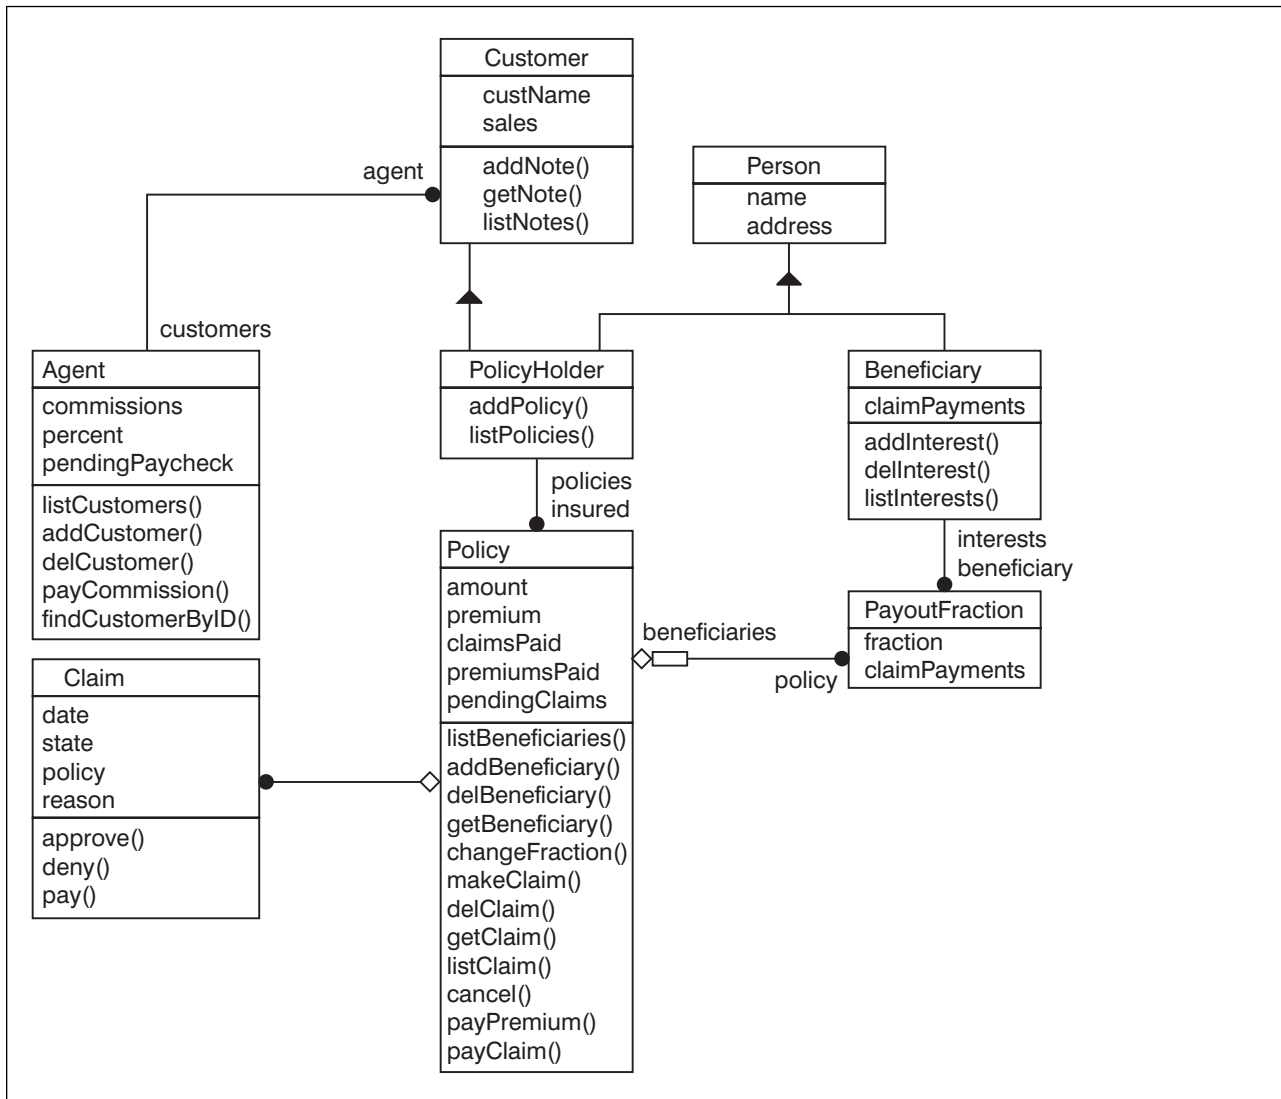 Customer
custName
sales
addNote()
getNote()
listNotes()
agent
customers
Person
name
address
Agent
commissions
percent
pendingPaycheck
listCustomers()
addCustomer()
delCustomer()
payCommission()
findCustomerByID()
PolicyHolder
addPolicy()
listPolicies()
policies
insured
Beneficiary
claimPayments
addInterest()
delInterest()
listInterests()
interests
beneficiary
Policy
amount
premium
claimsPaid
premiumsPaid
pendingClaims
listBeneficiaries()
addBeneficiary()
delBeneficiary()
getBeneficiary()
changeFraction()
makeClaim()
delClaim()
getClaim()
listClaim()
cancel()
payPremium()
payClaim()
beneficiaries
policy
PayoutFraction
fraction
claimPayments
Claim
date
state
policy
reason
approve()
deny()
pay()